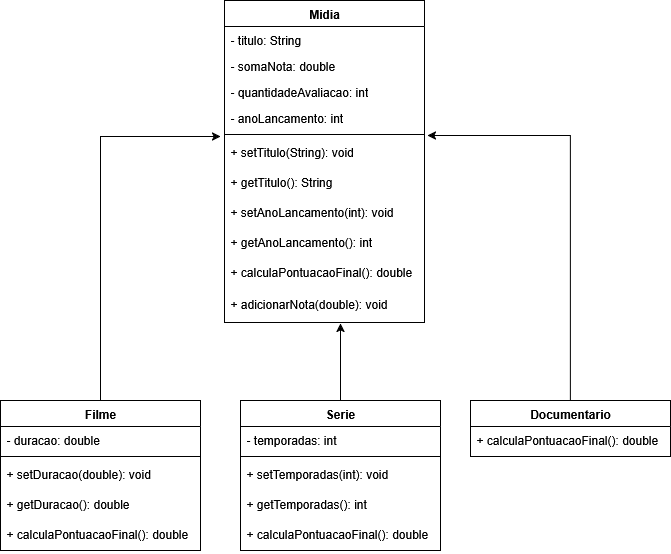 Mídia
- titulo: String
- somaNota: double
- quantidadeAvaliacao: int
- anoLancamento: int
+ setTitulo(String): void
+ getTitulo(): String
+ setAnoLancamento(int): void
+ getAnoLancamento(): int
+ calculaPontuacaoFinal(): double
+ adicionarNota(double): void
Filme
- duracao: double
+ setDuracao(double): void
+ getDuracao(): double
+ calculaPontuacaoFinal(): double
Serie
- temporadas: int
+ setTemporadas(int): void
+ getTemporadas(): int
+ calculaPontuacaoFinal(): double
Documentario
+ calculaPontuacaoFinal(): double